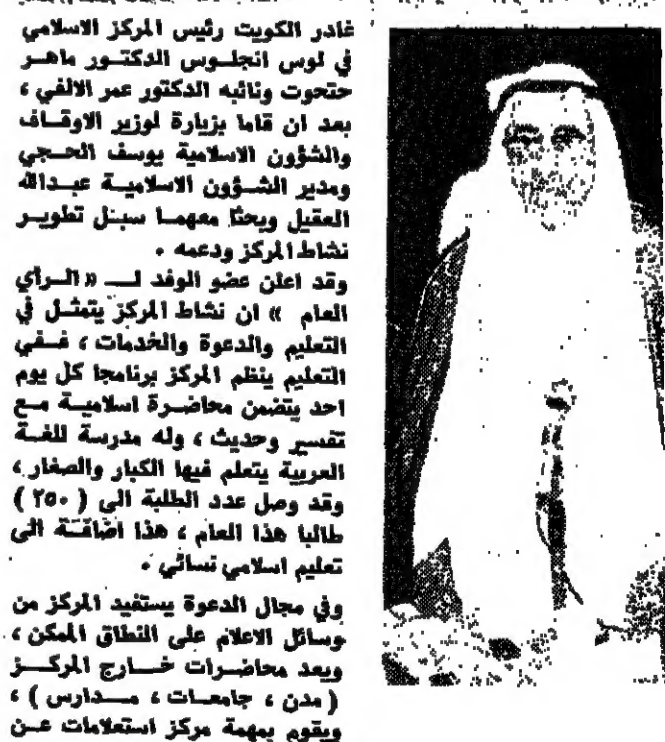 غادر الكويت رئيس المركز الاسلامي
في لوس انجلوس الدكتور ماهر
حتحوت ونائبه الدكتور عمر الالفي ،
بعد ان قاما بزيارة لوزير الاوقاف
والشؤون الاسلامية يوسف الحجي
ومدير الشؤون الاسلامية عبدالله
العقيل وبحثا معهما سبل تطوير
نشاط المركز ودعمه .
وقد اعلن عضو الوفد لـ « الرأي
العام » ان نشاط المركز يتمثل في
التعليم والدعوة والخدمات ، ففي
التعليم ينظم المركز برنامجا كل يوم
احد يتضمن محاضرة اسلامية مع
تفسير وحديث ، وله مدرسة للغة
العربية يتعلم فيها الكبار والصغار ،
وقد وصل عدد الطلبة الى ( ٢٥٠ )
طالبا هذا العام ، هذا اضافة الى
تعليم اسلامي نسائي .
وفي مجال الدعوة يستفيد المركز من
وسائل الاعلام على النطاق الممكن ،
ويعد محاضرات خارج المركز
( مدن ، جامعات ، مدارس ) ،
ويقوم بمهمة مركز استعلامات عن